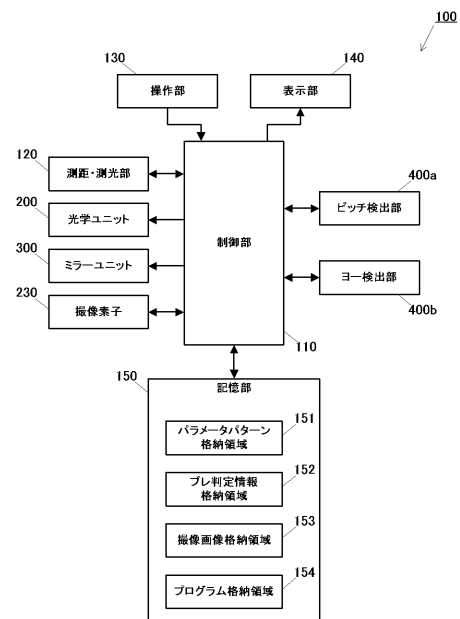 100
130
140
操作部
表示部
120
測距・測光部
200
光学ユニット
300
ミラーユニット
230
撮像素子
制御部
400a
ピッチ検出部
ヨー検出部
400b
110
150
記憶部
151
パラメータパターン
格納領域
152
ブレ判定情報
格納領域
153
撮像画像格納領域
154
プログラム格納領域